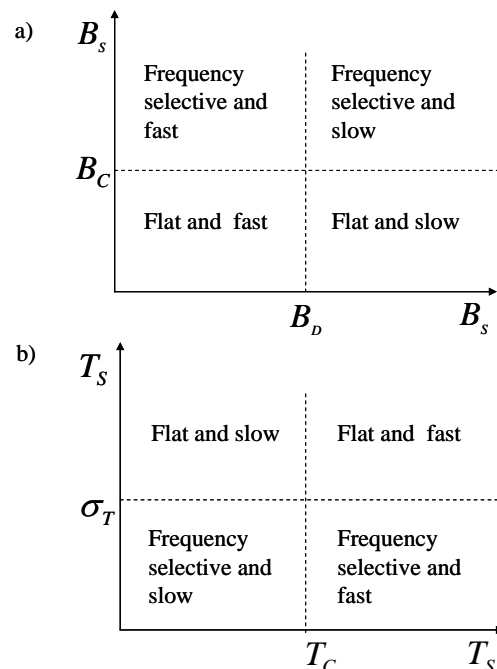 a)
B_s
Frequency
selective and
fast
Frequency
selective and
slow
B_C
Flat and fast
Flat and slow
B_D
B_s
b)
T_S
Flat and slow
Flat and fast
σ_T
Frequency
selective and
slow
Frequency
selective and
fast
T_C
T_S